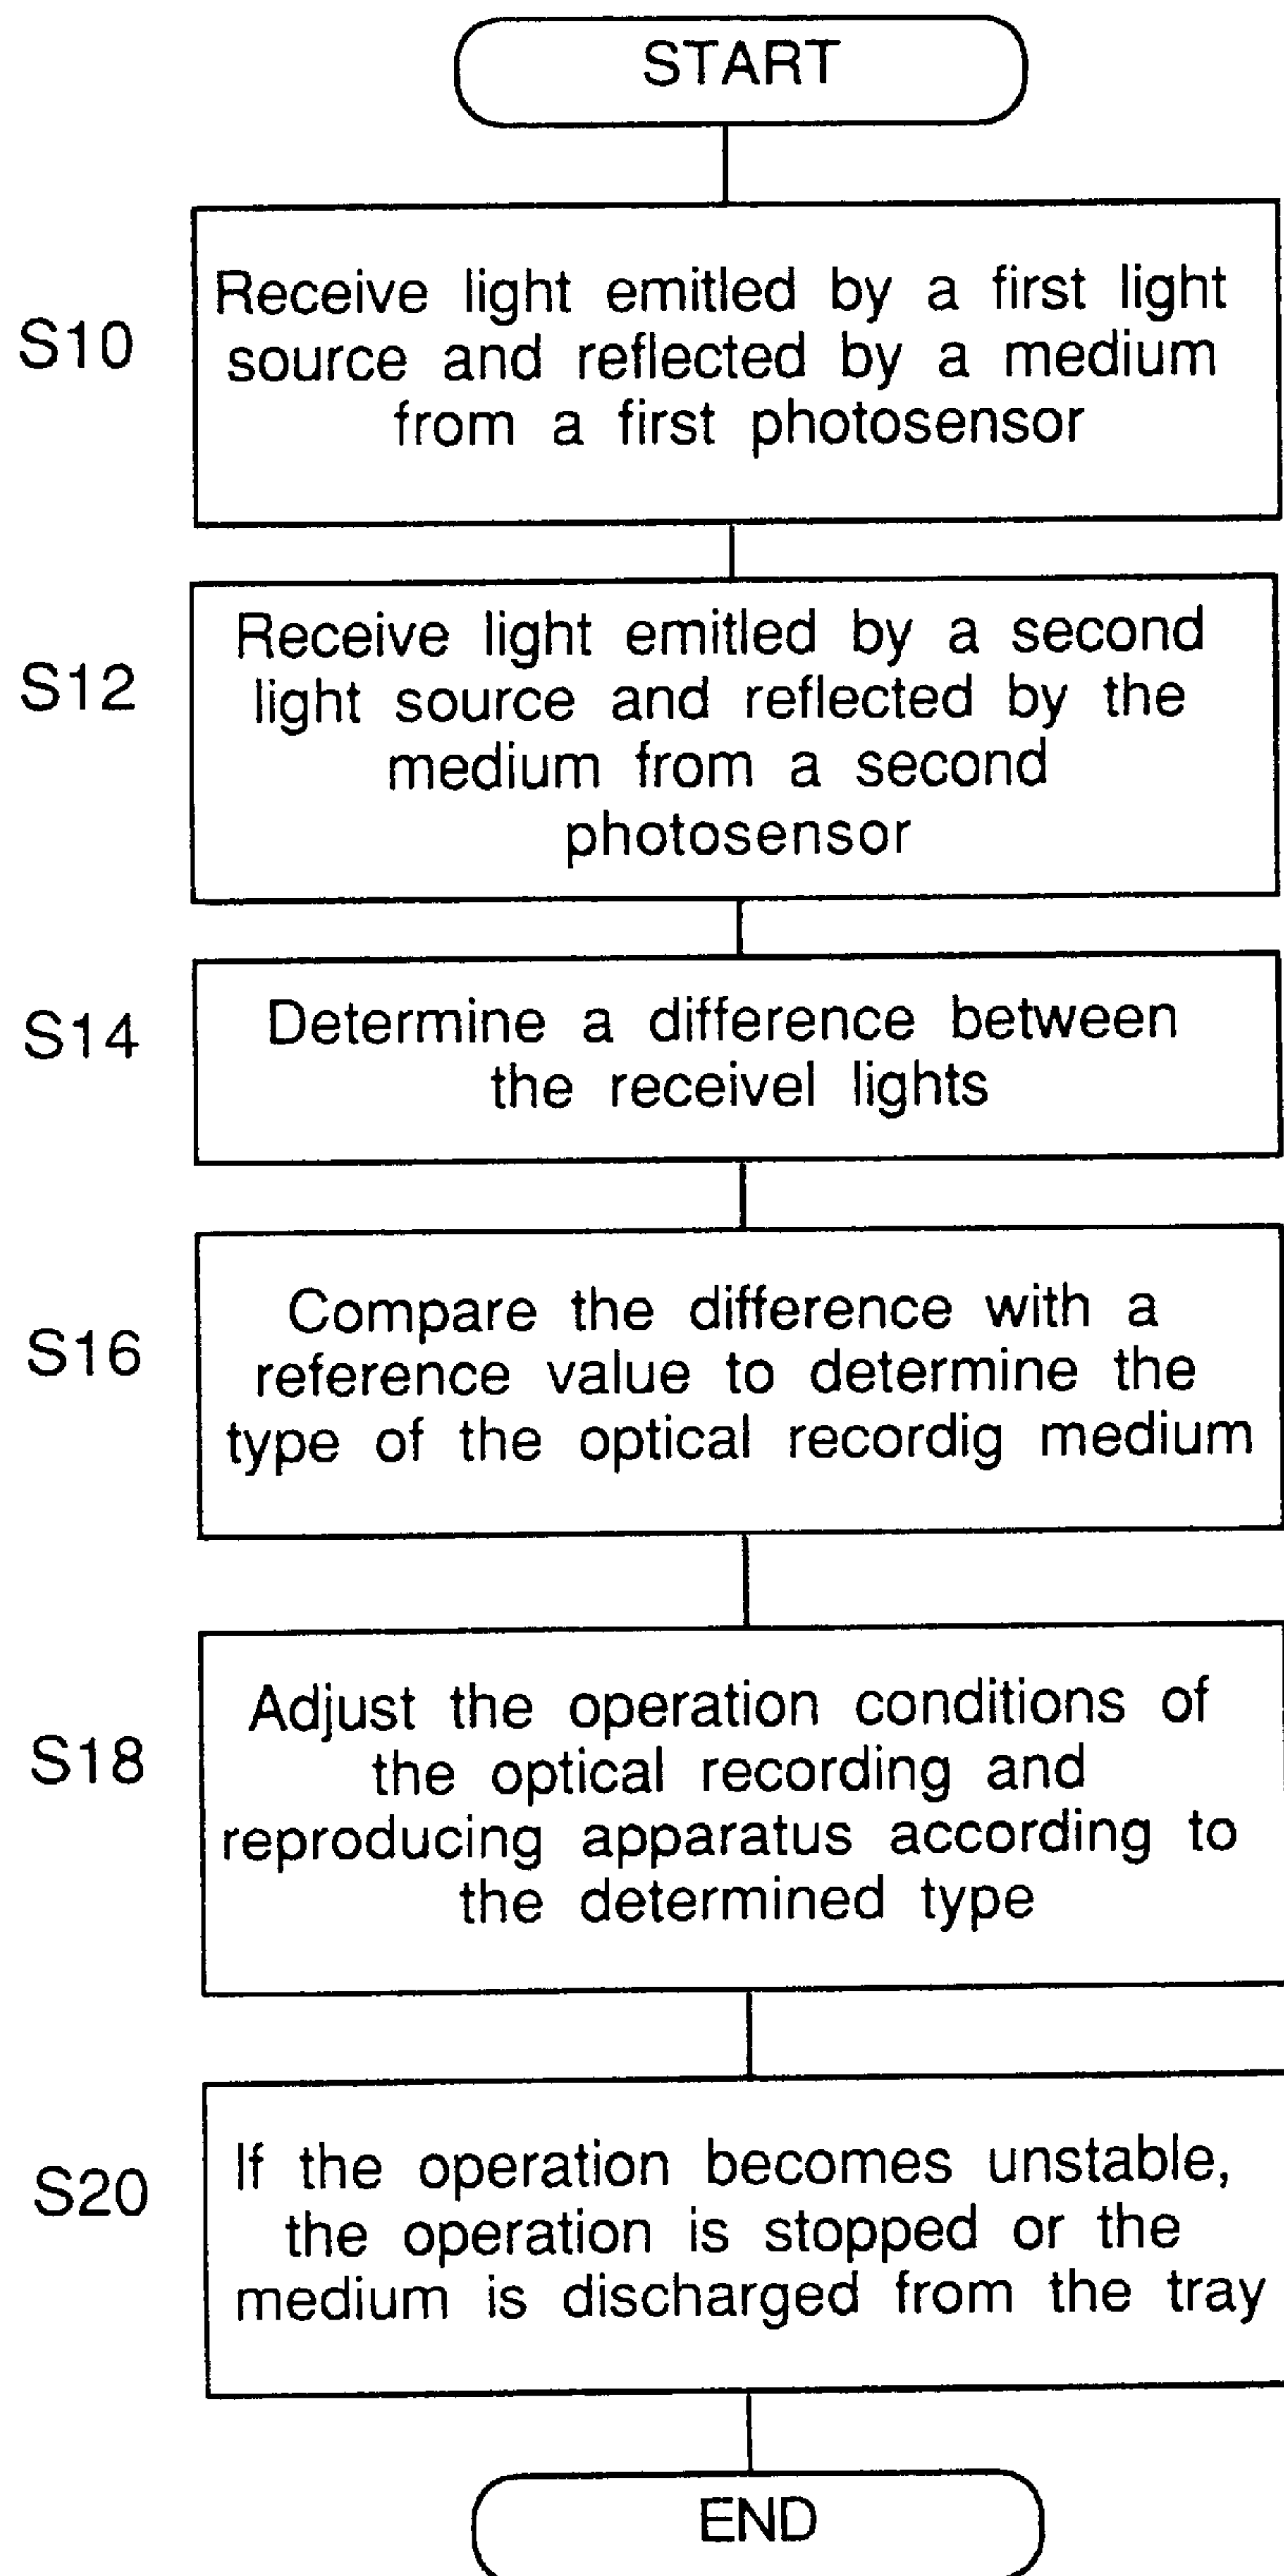 START
S10
Receive light emitled by a first light
source and reflected by a medium
from a first photosensor
S12
Receive light emitled by a second
light source and reflected by the
medium from a second
photosensor
S14
Determine a difference between
the receivel lights
S16
Compare the difference with a
reference value to determine the
type of the optical recordig medium
S18
Adjust the operation conditions of
the optical recording and
reproducing apparatus according to
the determined type
S20
If the operation becomes unstable,
the operation is stopped or the
medium is discharged from the tray
END